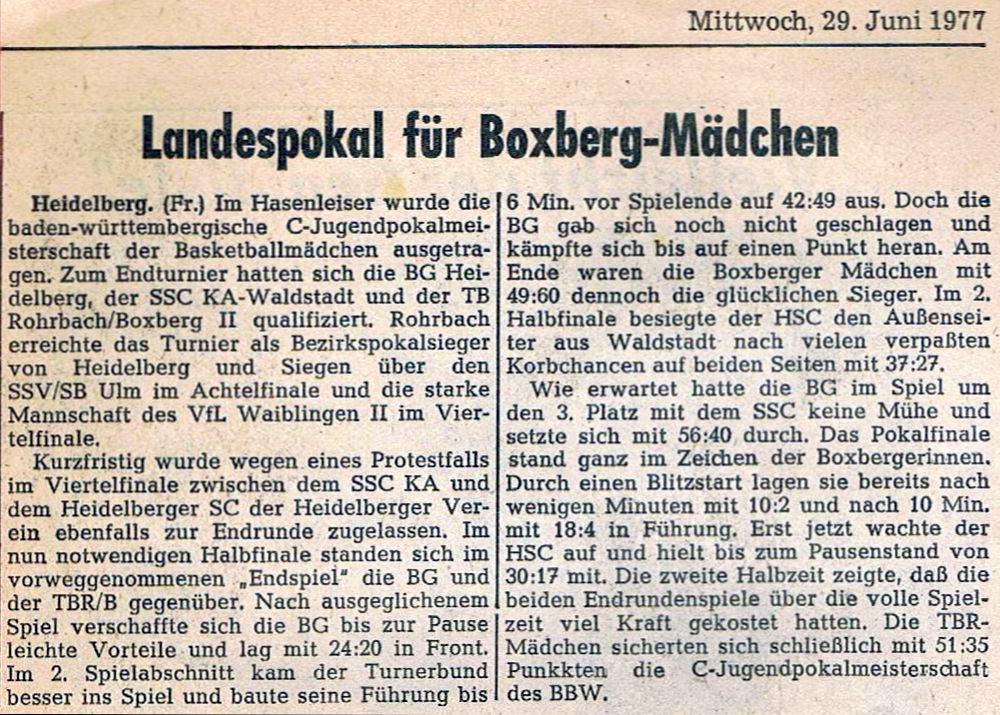 Mittwoch, 29. Juni 1977
Landespokal für Boxberg-Mädchen
Heidelberg. (Fr.) Im Hasenleiser wurde die
baden-württembergische C-Jugendpokalmei-
sterschaft der Basketballmädchen ausgetra-
gen. Zum Endturnier hatten sich die BG Hei-
delberg, der SSC KA-Waldstadt und der TB
Rohrbach/Boxberg II qualifiziert. Rohrbach
erreichte das Turnier als Bezirkspokalsieger
von Heidelberg und Siegen über den
SSV/SB Ulm im Achtelfinale und die starke
Mannschaft des VfL Waiblingen II im Vier-
telfinale.
Kurzfristig wurde wegen eines Protestfalls
im Viertelfinale zwischen dem SSC KA und
dem Heidelberger SC der Heidelberger Ver-
ein ebenfalls zur Endrunde zugelassen. Im
nun notwendigen Halbfinale standen sich im
vorweggenommenen „Endspiel" die BG und
der TBR/B gegenüber. Nach ausgeglichenem
Spiel verschaffte sich die BG bis zur Pause
leichte Vorteile und lag mit 24:20 in Front.
Im 2. Spielabschnitt kam der Turnerbund
besser ins Spiel und baute seine Führung bis
6 Min. vor Spielende auf 42:49 aus. Doch die
BG gab sich noch nicht geschlagen und
kämpfte sich bis auf einen Punkt heran. Am
Ende waren die Boxberger Mädchen mit
49:60 dennoch die glücklichen Sieger. Im 2.
Halbfinale besiegte der HSC den Außensei-
ter aus Waldstadt nach vielen verpaßten
Korbchancen auf beiden Seiten mit 37:27.
Wie erwartet hatte die BG im Spiel um
den 3. Platz mit dem SSC keine Mühe und
setzte sich mit 56:40 durch. Das Pokalfinale
stand ganz im Zeichen der Boxbergerinnen.
Durch einen Blitzstart lagen sie bereits nach
wenigen Minuten mit 10:2 und nach 10 Min.
mit 18:4 in Führung. Erst jetzt wachte der
HSC auf und hielt bis zum Pausenstand von
30:17 mit. Die zweite Halbzeit zeigte, daß die
beiden Endrundenspiele über die volle Spiel-
zeit viel Kraft gekostet hatten. Die TBR-
Mädchen sicherten sich schließlich mit 51:35
Punkkten die C-Jugendpokalmeisterschaft
des BBW.